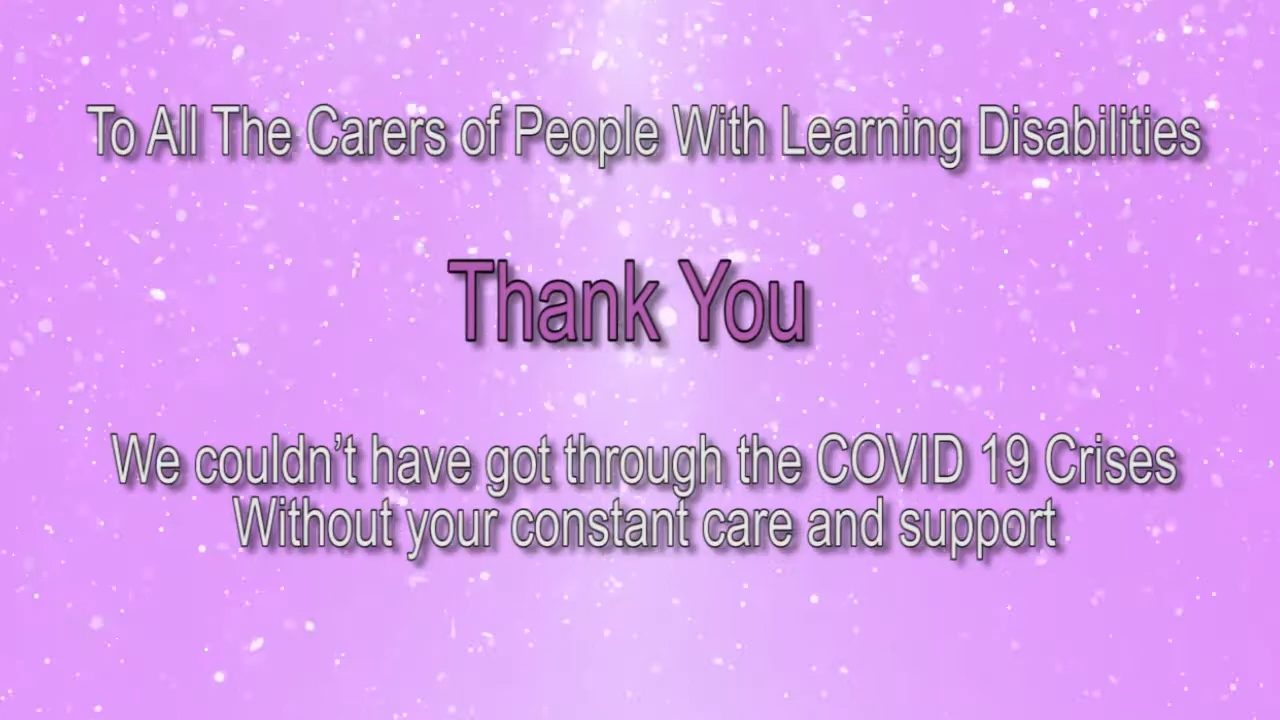 To All The Carers of People With Learning Disabilities
Thank You
We couldn’t have got through the COVID 19 Crises
Without your constant care and support